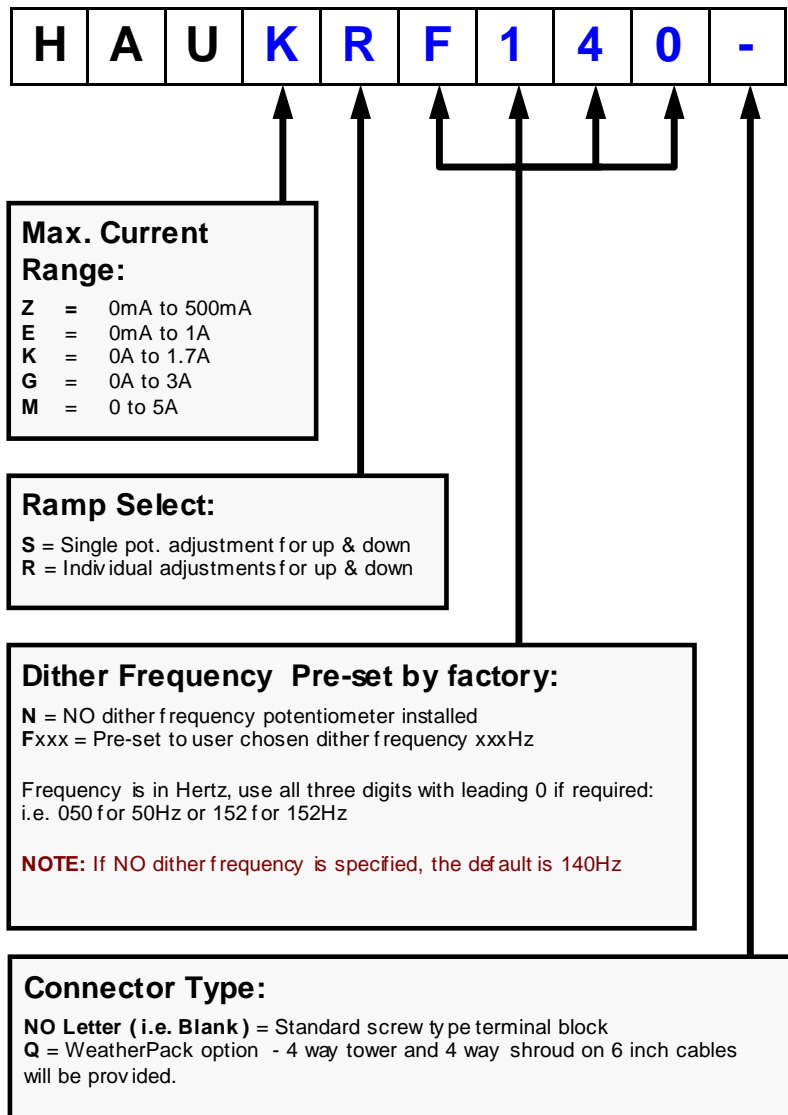 H A U K R F 1 4 0 -
Max. Current
Range:
Z = 0mA to 500mA
E = 0mA to 1A
K = 0A to 1.7A
G = 0A to 3A
M = 0 to 5A
Ramp Select:
S = Single pot. adjustment for up & down
R = Individual adjustments for up & down
Dither Frequency Pre-set by factory:
N = NO dither frequency potentiometer installed
Fxxx = Pre-set to user chosen dither frequency xxxHz
Frequency is in Hertz, use all three digits with leading 0 if required:
i.e. 050 for 50Hz or 152 for 152Hz
NOTE: If NO dither frequency is specified, the default is 140Hz
Connector Type:
NO Letter (i.e. Blank) = Standard screw type terminal block
Q = WeatherPack option - 4 way tower and 4 way shroud on 6 inch cables
will be provided.